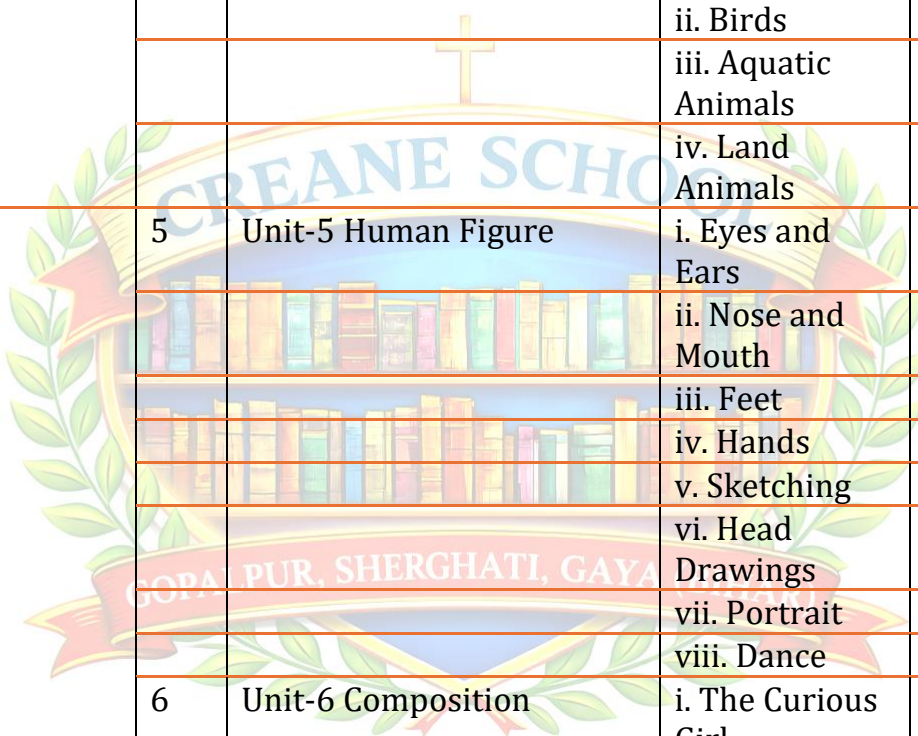 ii. Birds
iii. Aquatic
Animals
iv. Land
Animals
CREANE SCHOOL
5 Unit-5 Human Figure i. Eyes and
Ears
ii. Nose and
Mouth
iii. Feet
iv. Hands
v. Sketching
vi. Head
Drawings
GOPALPUR, SHERGHATI, GAYA (BIHAR)
vii. Portrait
viii. Dance
6 Unit-6 Composition i. The Curious
Girl